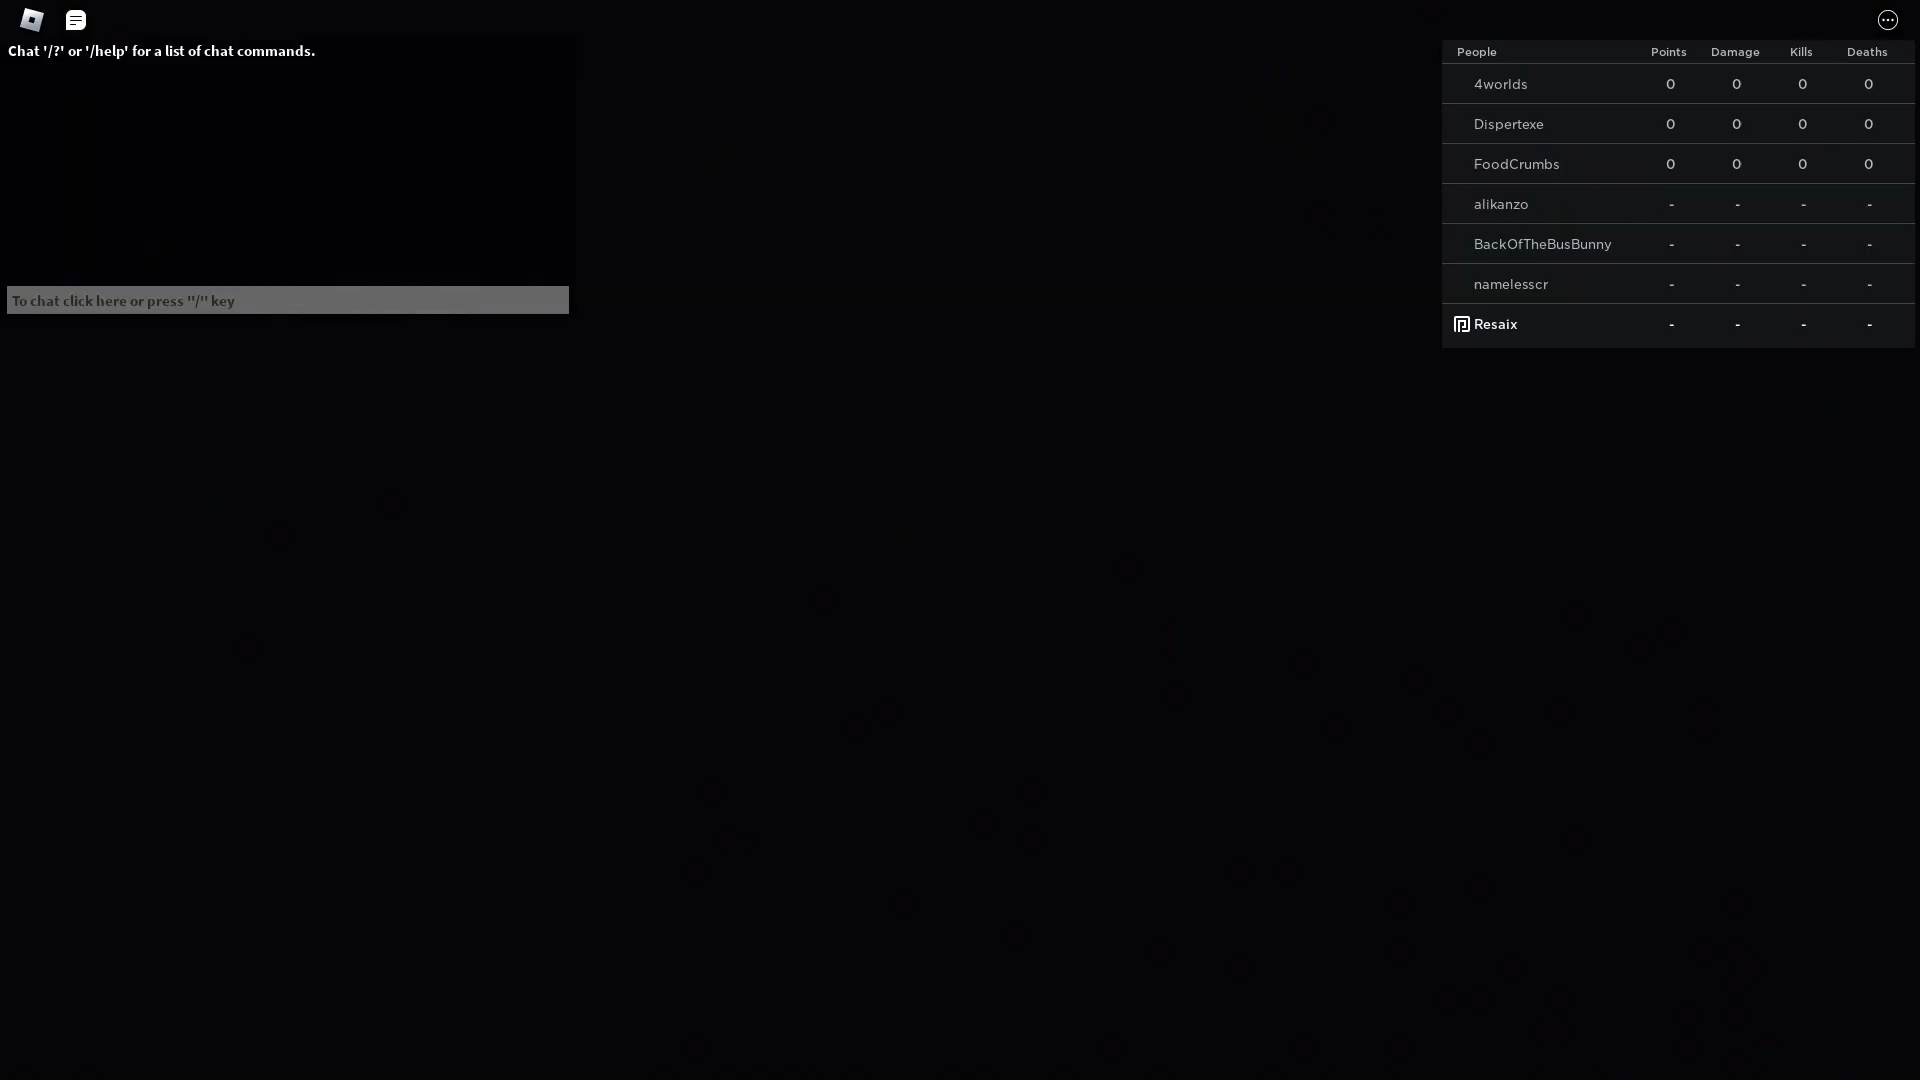 Chat '/?' or '/help' for a list of chat commands.
To chat click here or press "/" key
People Points Damage Kills Deaths
4worlds 0 0 0 0
Dispertexe 0 0 0 0
FoodCrumbs 0 0 0 0
alikanzo - - - -
BackOfTheBusBunny - - - -
namelesscr - - - -
Resaix - - - -